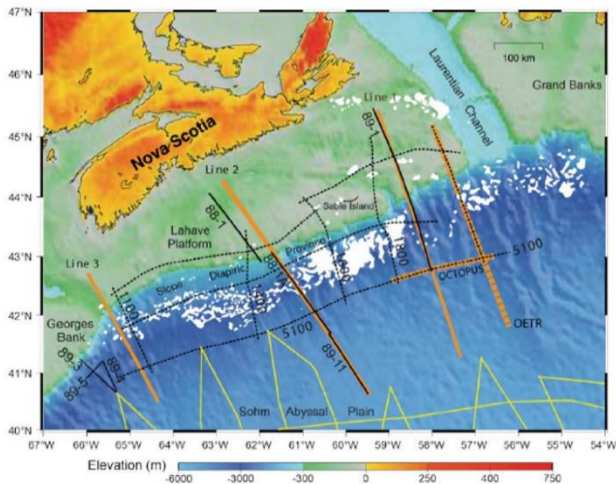 47°N
46°N
45°N
44°N
43°N
42°N
41°N
40°N
67°W 66°W 65°W 64°W 63°W 62°W 61°W 60°W 59°W 58°W 57°W 56°W 55°W 54°W
100 km
Grand Banks
Laurentian
Channel
Nova Scotia
Line 1
89-1
Line 2
88-1
Sable Island
Lahave
Platform
Line 3
Slope Diapiric Province
1100
1800
5100
OCTOPUS
OETR
Georges
Bank
89-3
89-5
89-4
5100
89-11
Sohm Abyssal Plain
Elevation (m)
-6000 -3000 -300 0 250 400 750